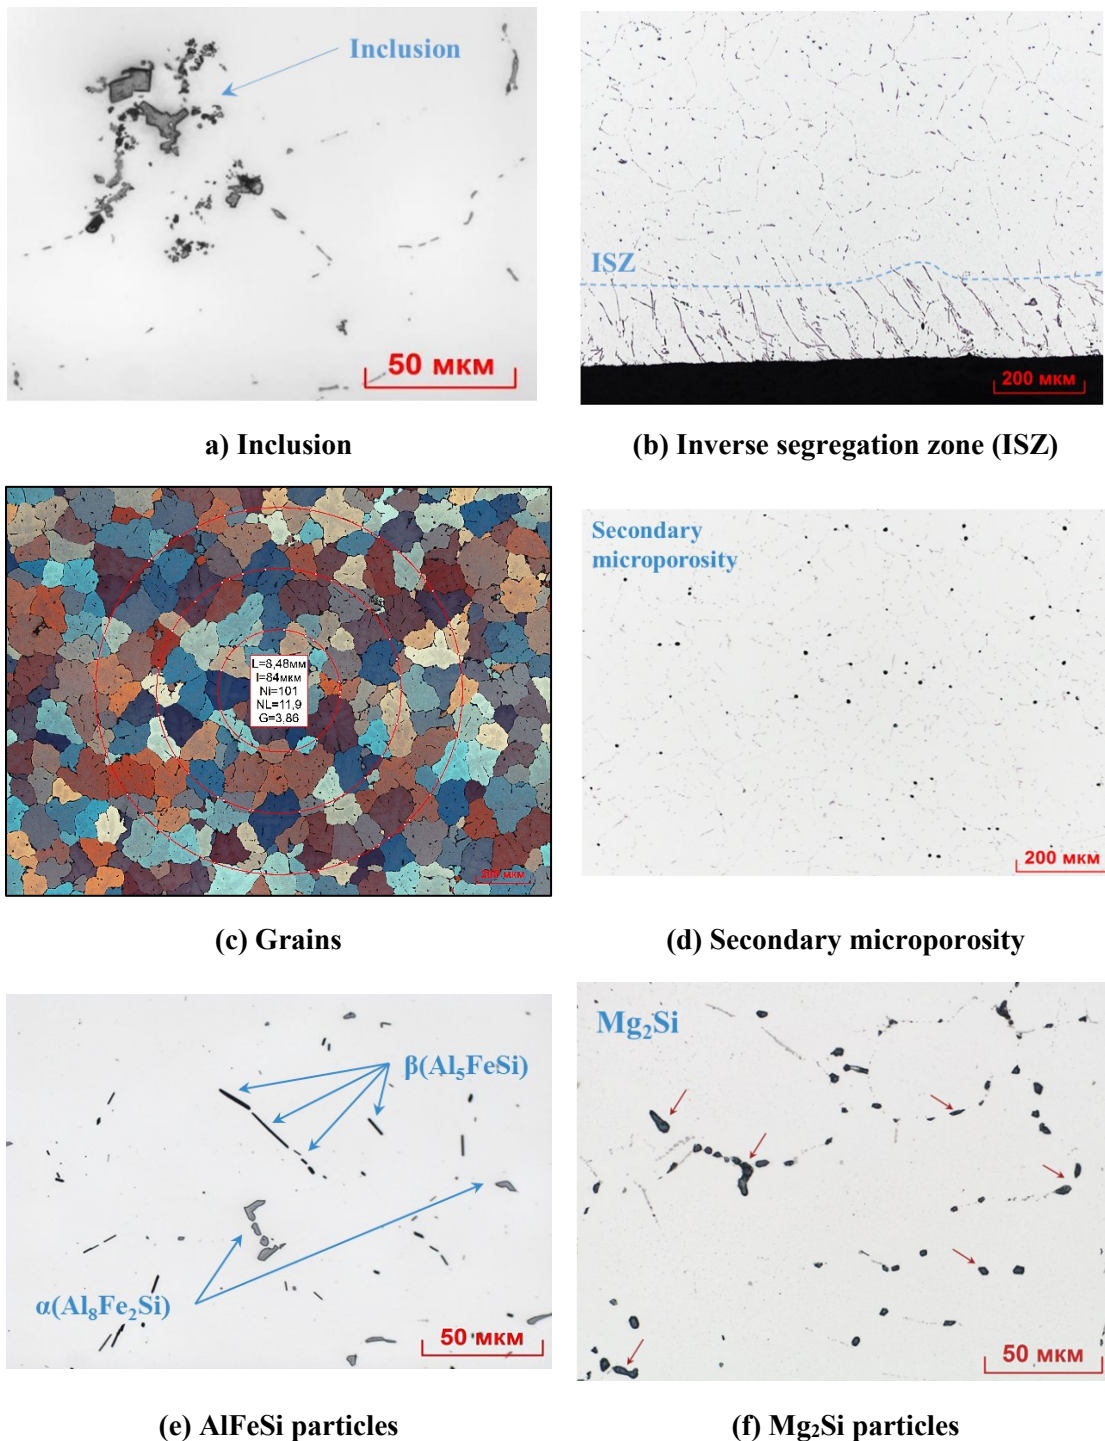 Inclusion
50 мкм
ISZ
200 мкм
a) Inclusion
(b) Inverse segregation zone (ISZ)
L=8,48мм
l=84мкм
Ni=101
NL=11,9
G=3,86
200 мкм
Secondary
microporosity
200 мкм
(c) Grains
(d) Secondary microporosity
β(Al₅FeSi)
α(Al₈Fe₂Si)
50 мкм
Mg₂Si
50 мкм
(e) AlFeSi particles
(f) Mg₂Si particles